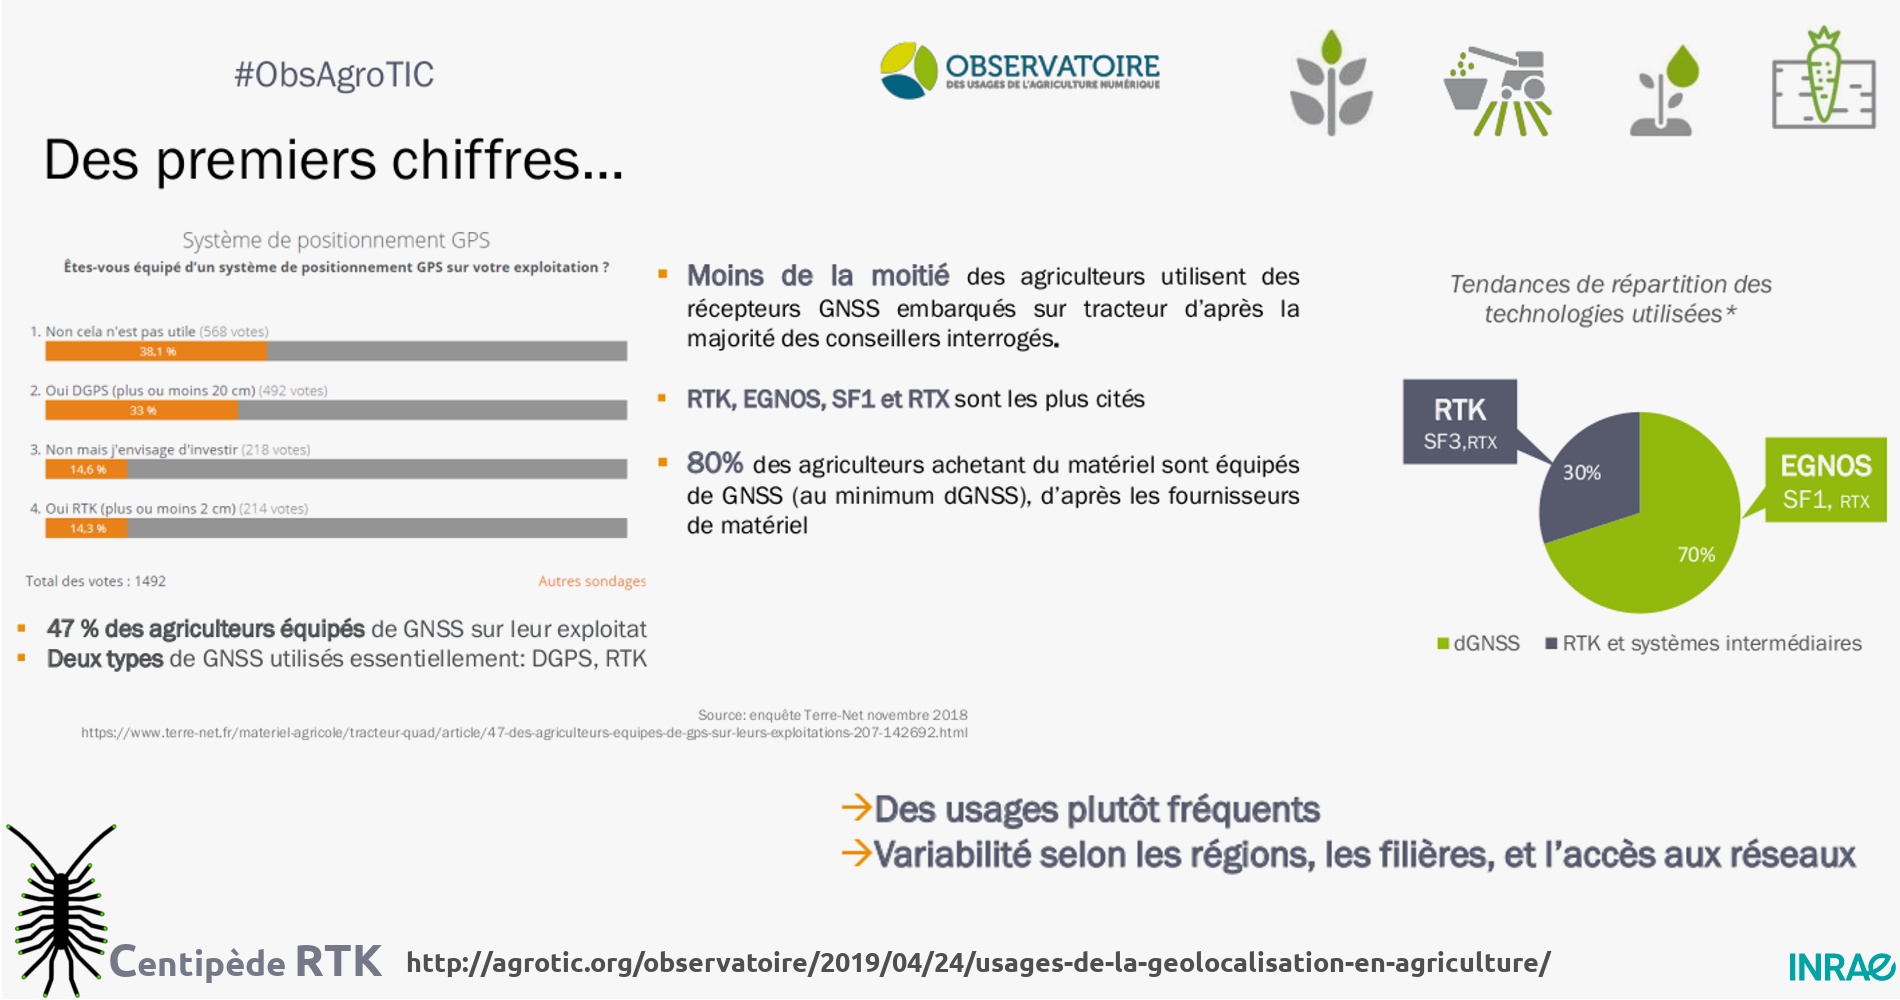 #ObsAgroTIC
OBSERVATOIRE
DES USAGES DE L'AGRICULTURE NUMÉRIQUE
Des premiers chiffres...
Système de positionnement GPS
Êtes-vous équipé d'un système de positionnement GPS sur votre exploitation ?
1. Non cela n'est pas utile (568 votes)
38,1 %
2. Oui DGPS (plus ou moins 20 cm) (492 votes)
33 %
3. Non mais j'envisage d'investir (218 votes)
14,6 %
4. Oui RTK (plus ou moins 2 cm) (214 votes)
14,3 %
Total des votes : 1492
Autres sondages
▪ 47 % des agriculteurs équipés de GNSS sur leur exploitat
▪ Deux types de GNSS utilisés essentiellement: DGPS, RTK
▪ Moins de la moitié des agriculteurs utilisent des
récepteurs GNSS embarqués sur tracteur d'après la
majorité des conseillers interrogés.
▪ RTK, EGNOS, SF1 et RTX sont les plus cités
▪ 80% des agriculteurs achetant du matériel sont équipés
de GNSS (au minimum dGNSS), d'après les fournisseurs
de matériel
Tendances de répartition des
technologies utilisées*
RTK
SF3,RTX
30%
EGNOS
SF1, RTX
70%
dGNSS
RTK et systèmes intermédiaires
Source: enquête Terre-Net novembre 2018
https://www.terre-net.fr/materiel-agricole/tracteur-quad/article/47-des-agriculteurs-equipes-de-gps-sur-leurs-exploitations-207-142692.html
→Des usages plutôt fréquents
→Variabilité selon les régions, les filières, et l'accès aux réseaux
Centipède RTK
http://agrotic.org/observatoire/2019/04/24/usages-de-la-geolocalisation-en-agriculture/
INRAE